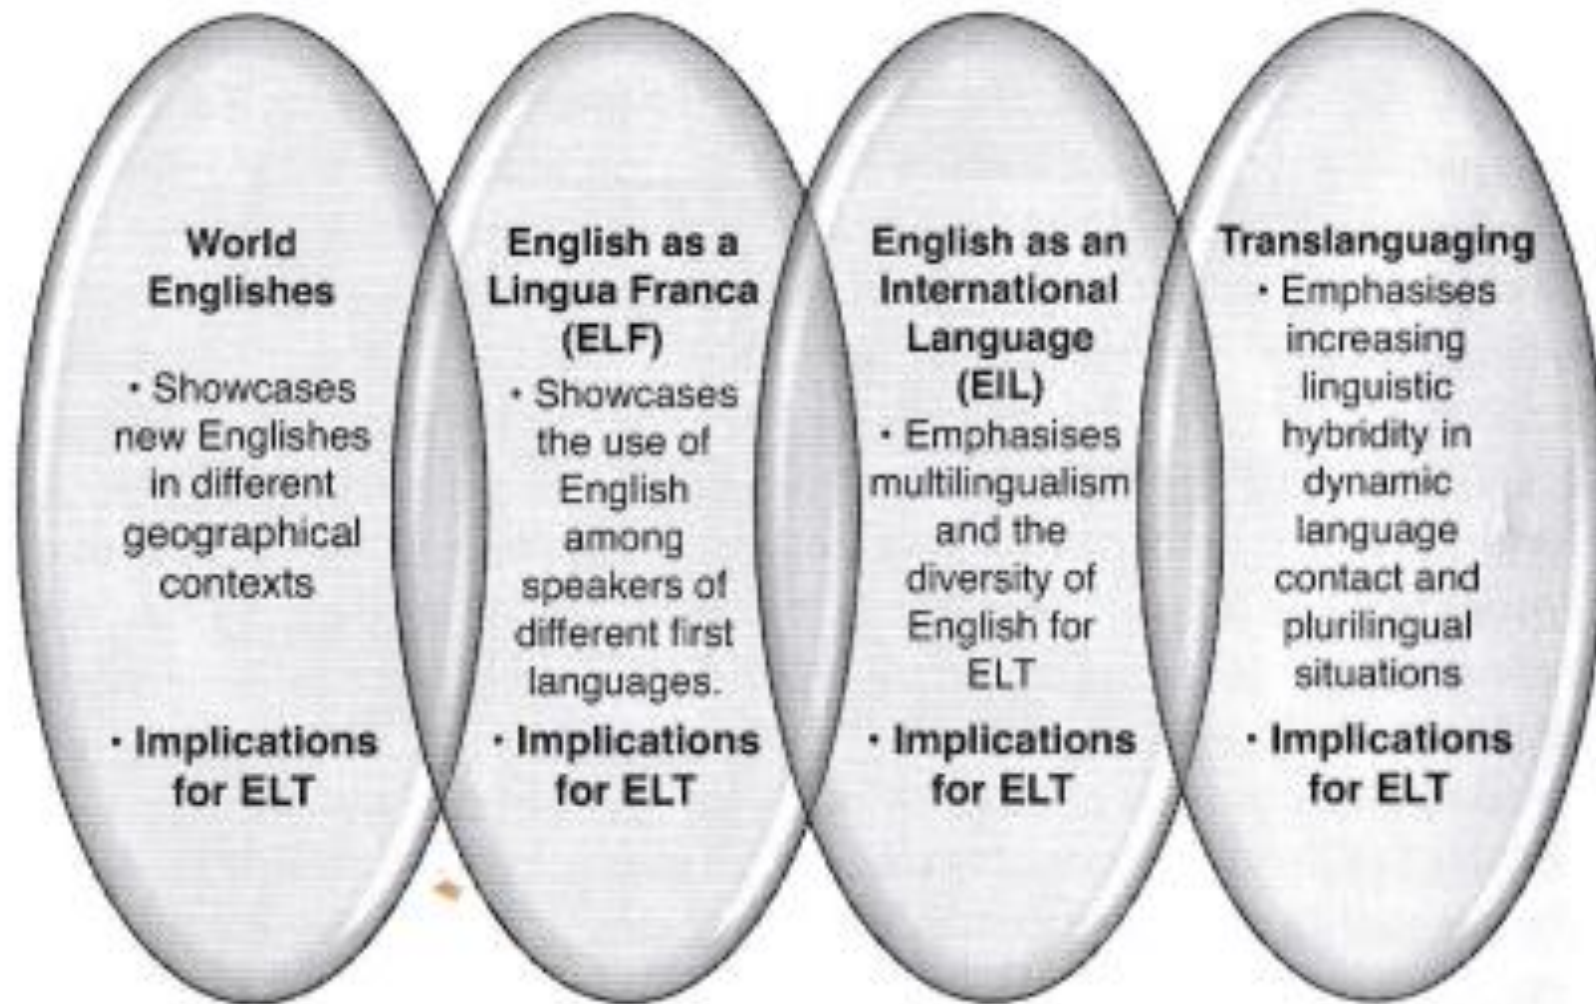 World
Englishes
• Showcases
new Englishes
in different
geographical
contexts
• Implications
for ELT
English as a
Lingua Franca
(ELF)
• Showcases
the use of
English
among
speakers of
different first
languages.
• Implications
for ELT
English as an
International
Language
(EIL)
• Emphasises
multilingualism
and the
diversity of
English for
ELT
• Implications
for ELT
Translanguaging
• Emphasises
increasing
linguistic
hybridity in
dynamic
language
contact and
plurilingual
situations
• Implications
for ELT